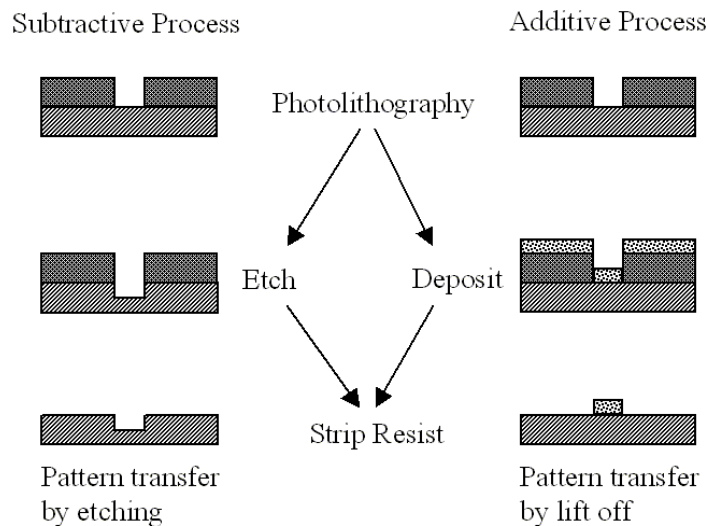 Subtractive Process
Additive Process
Photolithography
Etch
Deposit
Strip Resist
Pattern transfer
by etching
Pattern transfer
by lift off